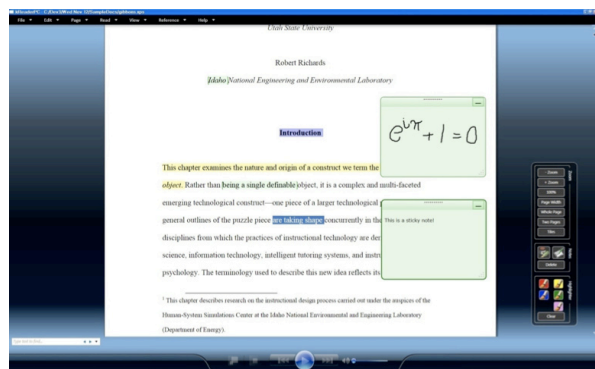 File Edit Page Read View Reference Help
Utah State University
Robert Richards
Idaho National Engineering and Environmental Laboratory
Introduction
e^iπ + 1 = 0
This chapter examines the nature and origin of a construct we term the
object. Rather than being a single definable object, it is a complex and multi-faceted
emerging technological construct—one piece of a larger technological
general outlines of the puzzle piece are taking shape concurrently in the
This is a sticky note!
disciplines from which the practices of instructional technology are der
science, information technology, intelligent tutoring systems, and instru
psychology. The terminology used to describe this new idea reflects its
1 This chapter describes research on the instructional design process carried out under the auspices of the
Human-System Simulations Center at the Idaho National Environmental and Engineering Laboratory
(Department of Energy).
- Zoom
+ Zoom
100%
Page Width
Whole Page
Two Pages
Tiles
Zoom
Notes
Delete
Highlighter
Clear